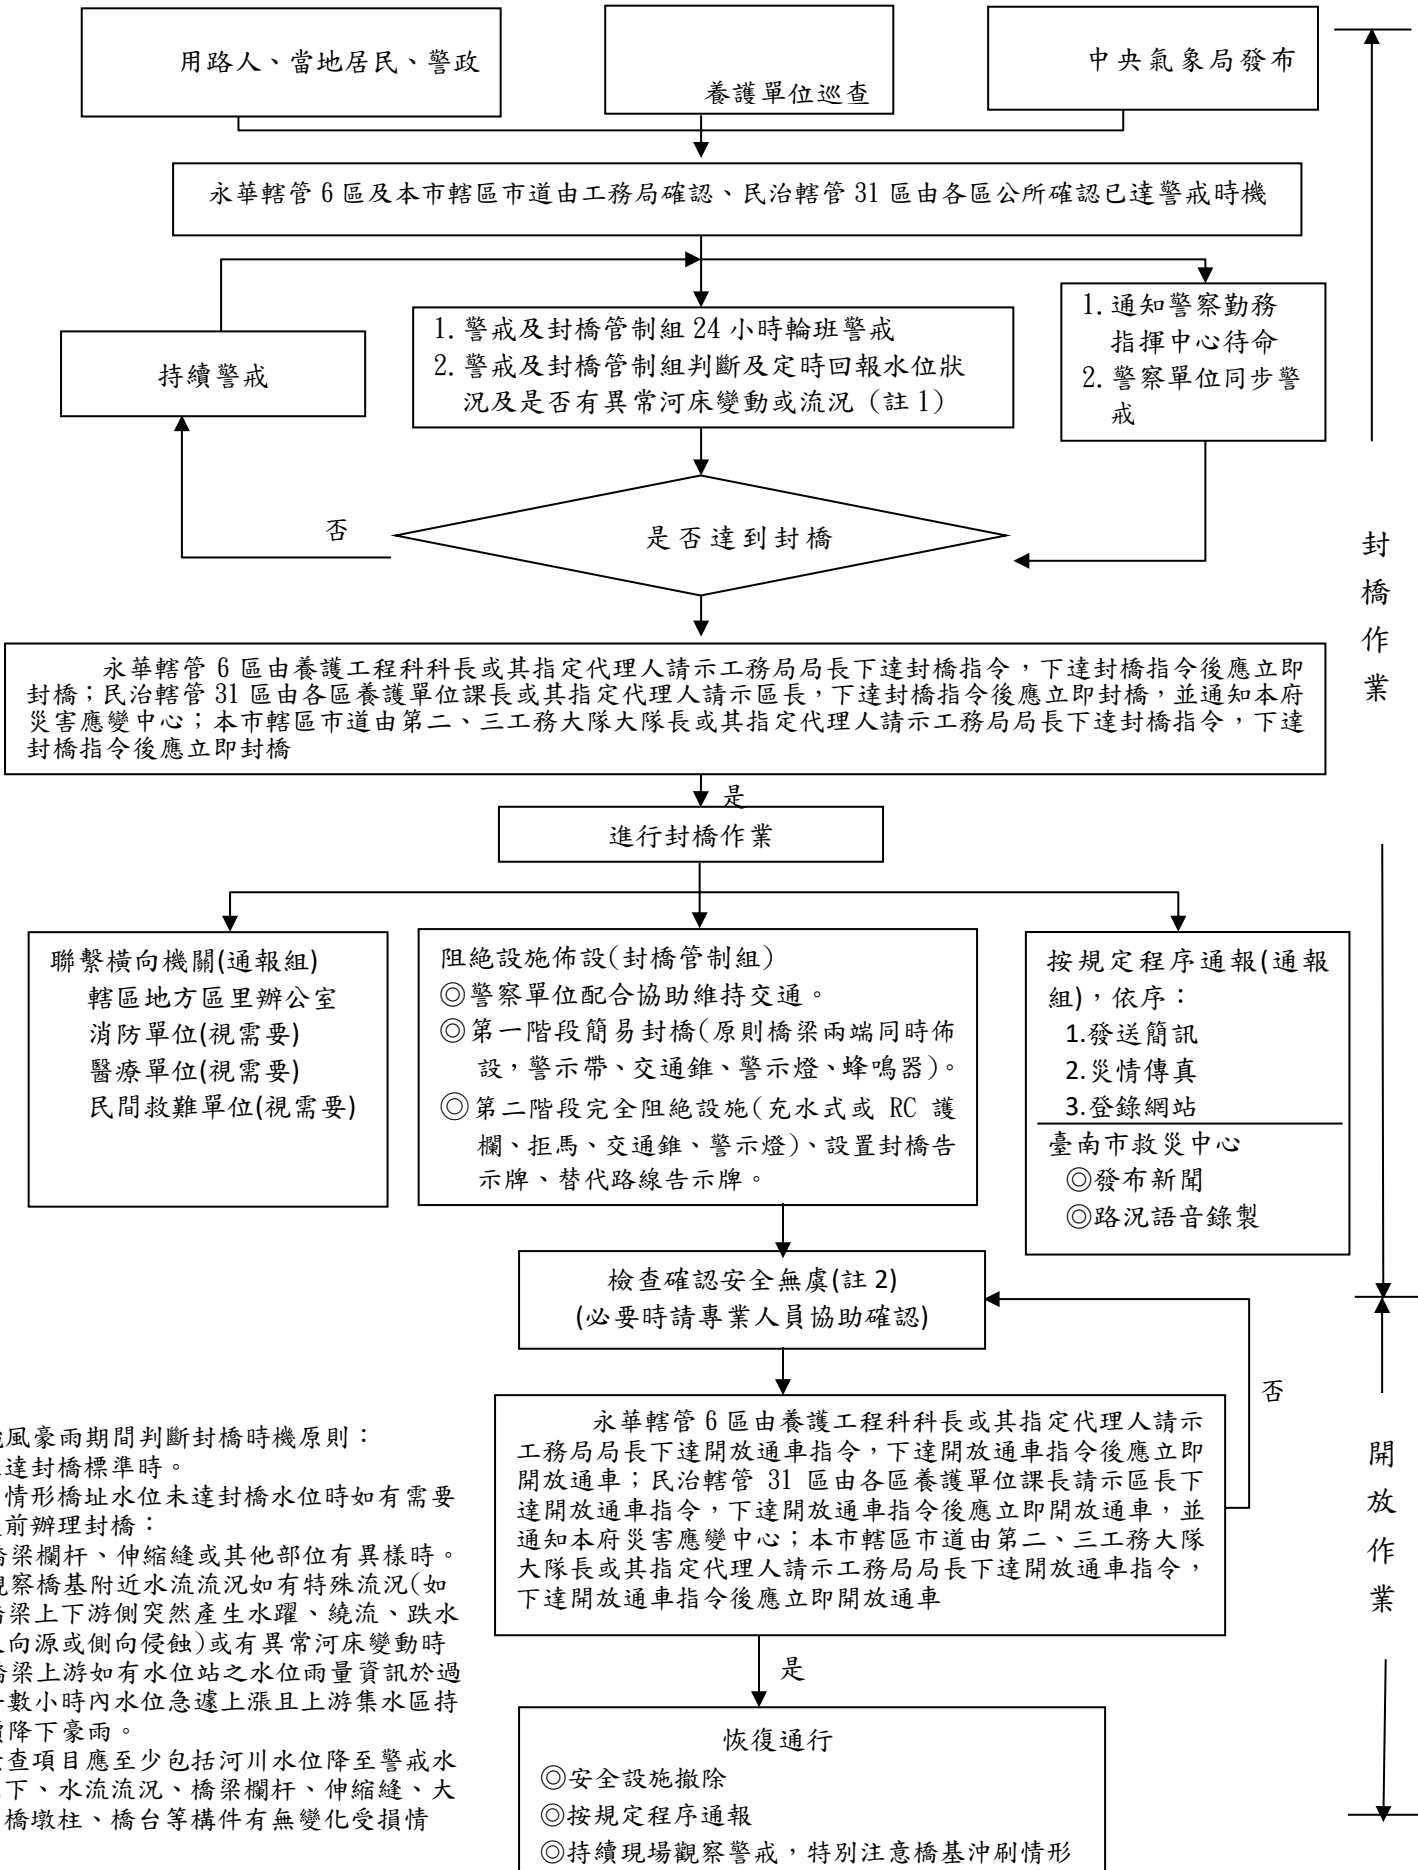 用路人、當地居民、警政
養護單位巡查
中央氣象局發布
永華轄管 6 區及本市轄區市道由工務局確認、民治轄管 31 區由各區公所確認已達警戒時機
持續警戒
1. 警戒及封橋管制組 24 小時輪班警戒
2. 警戒及封橋管制組判斷及定時回報水位狀
況及是否有異常河床變動或流況（註 1）
1. 通知警察勤務
指揮中心待命
2. 警察單位同步警
戒
否
是否達到封橋
封
橋
作
業
永華轄管 6 區由養護工程科科長或其指定代理人請示工務局局長下達封橋指令，下達封橋指令後應立即
封橋；民治轄管 31 區由各區養護單位課長或其指定代理人請示區長，下達封橋指令後應立即封橋，並通知本府
災害應變中心；本市轄區市道由第二、三工務大隊大隊長或其指定代理人請示工務局局長下達封橋指令，下達
封橋指令後應立即封橋
是
進行封橋作業
聯繫橫向機關(通報組)
轄區地方區里辦公室
消防單位(視需要)
醫療單位(視需要)
民間救難單位(視需要)
阻絕設施佈設(封橋管制組)
◎警察單位配合協助維持交通。
◎第一階段簡易封橋(原則橋梁兩端同時佈
設，警示帶、交通錐、警示燈、蜂鳴器)。
◎第二階段完全阻絕設施(充水式或 RC 護
欄、拒馬、交通錐、警示燈)、設置封橋告
示牌、替代路線告示牌。
按規定程序通報(通報
組)，依序：
1.發送簡訊
2.災情傳真
3.登錄網站
臺南市救災中心
◎發布新聞
◎路況語音錄製
檢查確認安全無虞(註 2)
(必要時請專業人員協助確認)
否
永華轄管 6 區由養護工程科科長或其指定代理人請示
工務局局長下達開放通車指令，下達開放通車指令後應立即
開放通車；民治轄管 31 區由各區養護單位課長請示區長下
達開放通車指令，下達開放通車指令後應立即開放通車，並
通知本府災害應變中心；本市轄區市道由第二、三工務大隊
大隊長或其指定代理人請示工務局局長下達開放通車指令，
下達開放通車指令後應立即開放通車
開
放
作
業
是
恢復通行
◎安全設施撤除
◎按規定程序通報
◎持續現場觀察警戒，特別注意橋基沖刷情形
風豪雨期間判斷封橋時機原則：
達封橋標準時。
情形橋址水位未達封橋水位時如有需要
前辦理封橋：
橋梁欄杆、伸縮縫或其他部位有異樣時。
觀察橋基附近水流流況如有特殊流況(如
橋梁上下游側突然產生水躍、繞流、跌水
向源或側向侵蝕)或有異常河床變動時
橋梁上游如有水位站之水位雨量資訊於過
數小時內水位急遽上漲且上游集水區持
續降下豪雨。
檢查項目應至少包括河川水位降至警戒水
下、水流流況、橋梁欄杆、伸縮縫、大
橋墩柱、橋台等構件有無變化受損情